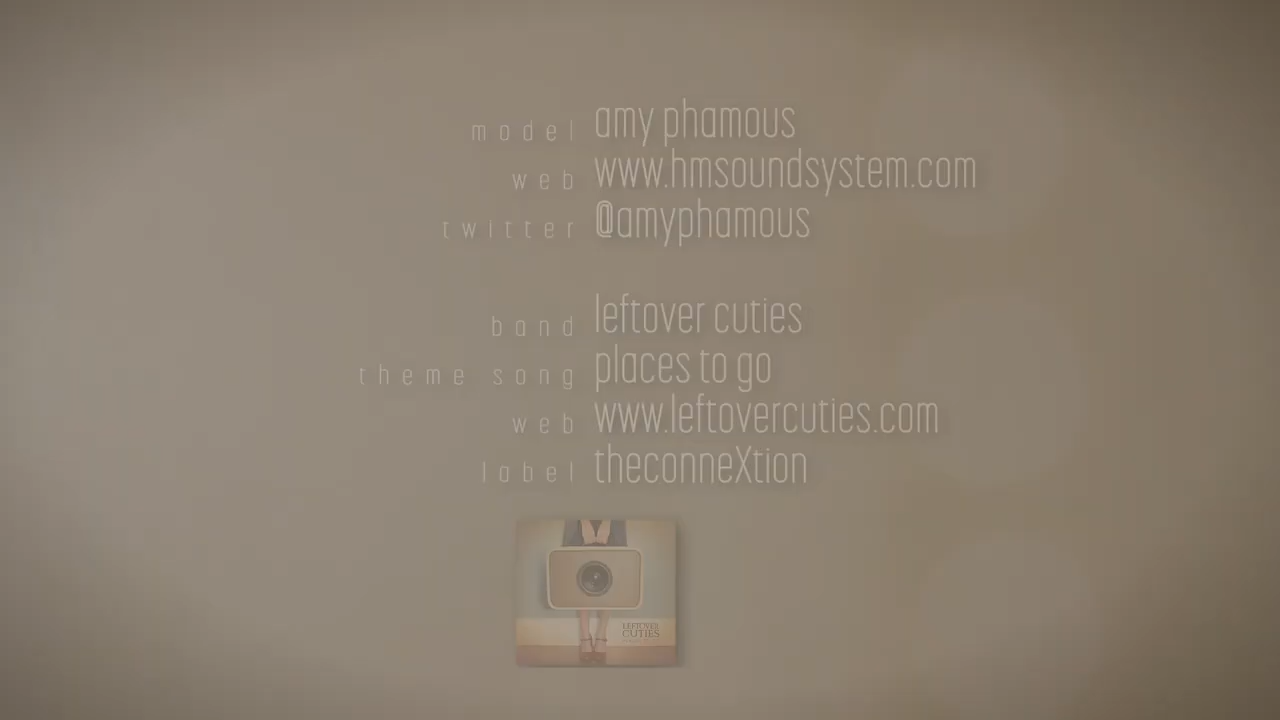 model amy phamous
web www.hmsoundsystem.com
twitter @amyphamous
band leftover cuties
theme song places to go
web www.leftovercuties.com
label theconneXtion
LEFTOVER
CUTIES